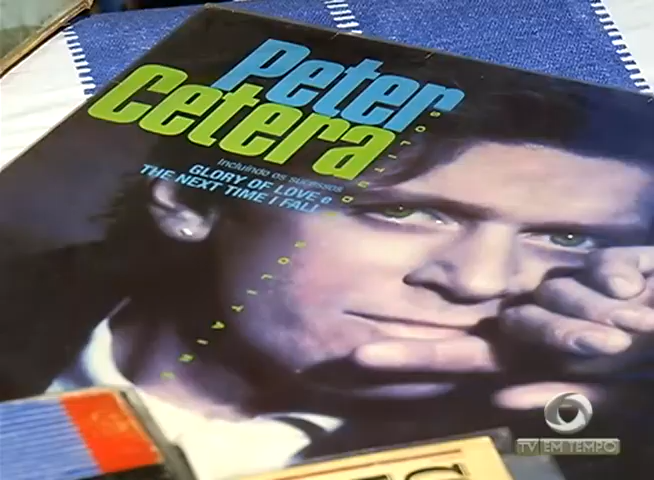 Peter
Cetera
Incluindo os sucessos
GLORY OF LOVE e
THE NEXT TIME I FALL
TV EM TEMPO